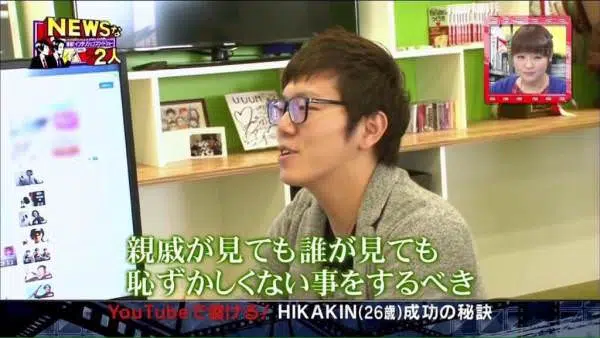 NEWSな
2人
UUUM
親戚が見ても誰が見ても
恥ずかしくない事をするべき
YouTubeで儲ける! HIKAKIN(26歳)成功の秘訣